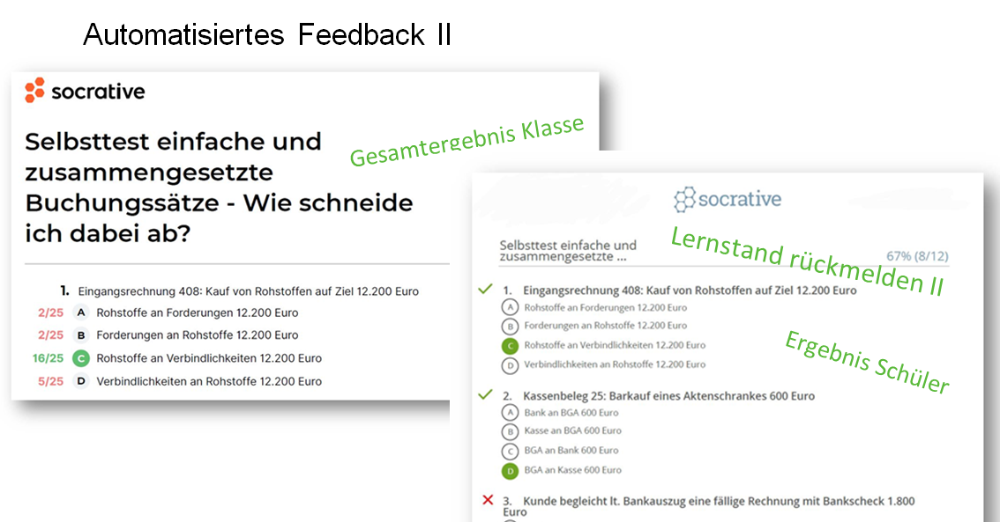 Automatisiertes Feedback II
socrative
Gesamtergebnis Klasse
Selbsttest einfache und
zusammengesetzte
Buchungssätze - Wie schneide
ich dabei ab?
1. Eingangsrechnung 408: Kauf von Rohstoffen auf Ziel 12.200 Euro
2/25 A Rohstoffe an Forderungen 12.200 Euro
2/25 B Forderungen an Rohstoffe 12.200 Euro
16/25 C Rohstoffe an Verbindlichkeiten 12.200 Euro
5/25 D Verbindlichkeiten an Rohstoffe 12.200 Euro
socrative
Lernstand rückmelden II
Selbsttest einfache und
zusammengesetzte ...
67% (8/12)
1. Eingangsrechnung 408: Kauf von Rohstoffen auf Ziel 12.200 Euro
A Rohstoffe an Forderungen 12.200 Euro
B Forderungen an Rohstoffe 12.200 Euro
C Rohstoffe an Verbindlichkeiten 12.200 Euro
D Verbindlichkeiten an Rohstoffe 12.200 Euro
Ergebnis Schüler
2. Kassenbeleg 25: Barkauf eines Aktenschrankes 600 Euro
A Bank an BGA 600 Euro
B Kasse an BGA 600 Euro
C BGA an Bank 600 Euro
D BGA an Kasse 600 Euro
3. Kunde begleicht lt. Bankauszug eine fällige Rechnung mit Bankscheck 1.800
Euro